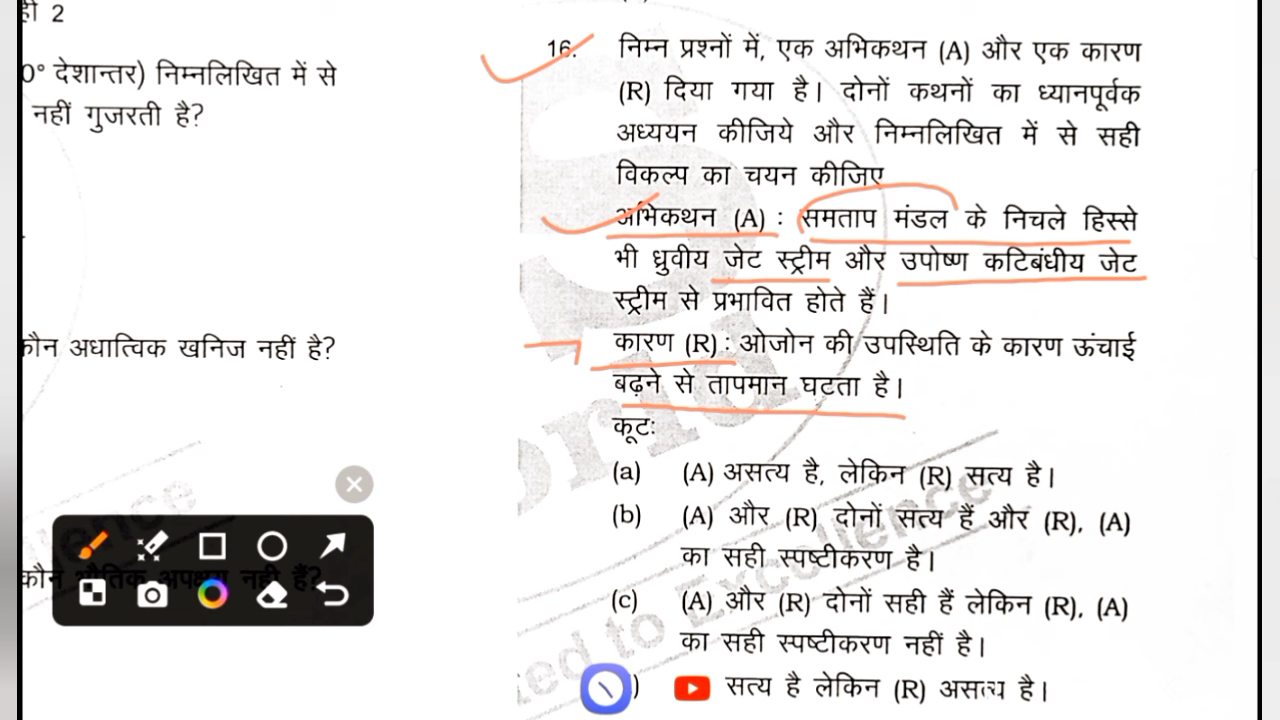 ही 2
0° देशान्तर) निम्नलिखित में से
नहीं गुजरती है?
कौन अधात्विक खनिज नहीं है?
कौन भौतिक अपक्षय नही हैं?
16. निम्न प्रश्नों में, एक अभिकथन (A) और एक कारण
(R) दिया गया है। दोनों कथनों का ध्यानपूर्वक
अध्ययन कीजिये और निम्नलिखित में से सही
विकल्प का चयन कीजिए
अभिकथन (A) : समताप मंडल के निचले हिस्से
भी ध्रुवीय जेट स्ट्रीम और उपोष्ण कटिबंधीय जेट
स्ट्रीम से प्रभावित होते हैं।
कारण (R) : ओजोन की उपस्थिति के कारण ऊंचाई
बढ़ने से तापमान घटता है।
कूटः
(a) (A) असत्य है, लेकिन (R) सत्य है।
(b) (A) और (R) दोनों सत्य हैं और (R), (A)
का सही स्पष्टीकरण है।
(c) (A) और (R) दोनों सही हैं लेकिन (R), (A)
का सही स्पष्टीकरण नहीं है।
) सत्य है लेकिन (R) असत्य है।